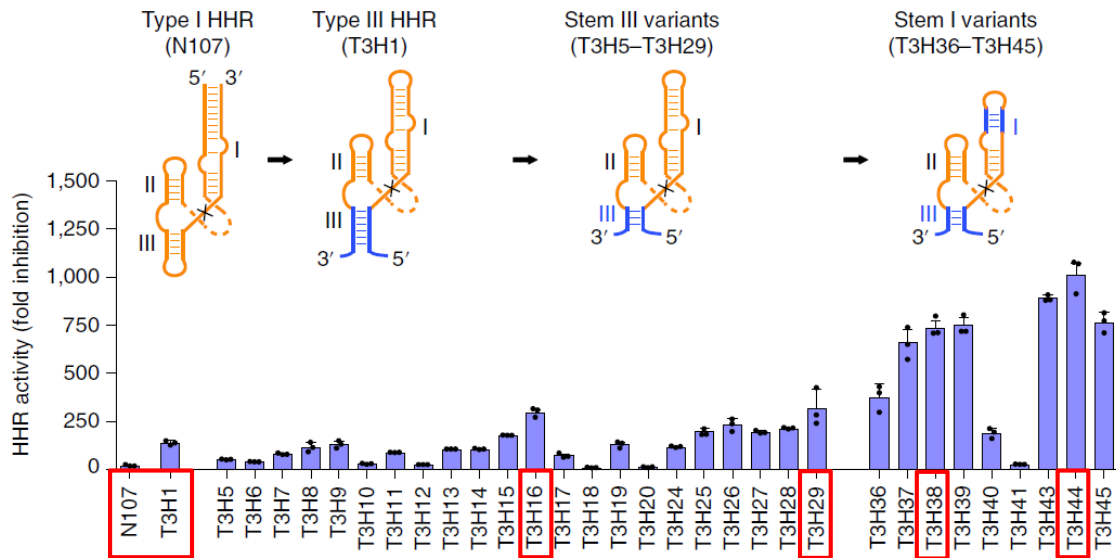 Type I HHR
(N107)
Type III HHR
(T3H1)
Stem III variants
(T3H5–T3H29)
Stem I variants
(T3H36–T3H45)
5′ 3′
I
II
III
I
II
III
3′ 5′
I
II
III
3′ 5′
I
II
III
3′ 5′
HHR activity (fold inhibition)
1,500
1,250
1,000
750
500
250
0
N107
T3H1
T3H5
T3H6
T3H7
T3H8
T3H9
T3H10
T3H11
T3H12
T3H13
T3H14
T3H15
T3H16
T3H17
T3H18
T3H19
T3H20
T3H24
T3H25
T3H26
T3H27
T3H28
T3H29
T3H36
T3H37
T3H38
T3H39
T3H40
T3H41
T3H43
T3H44
T3H45